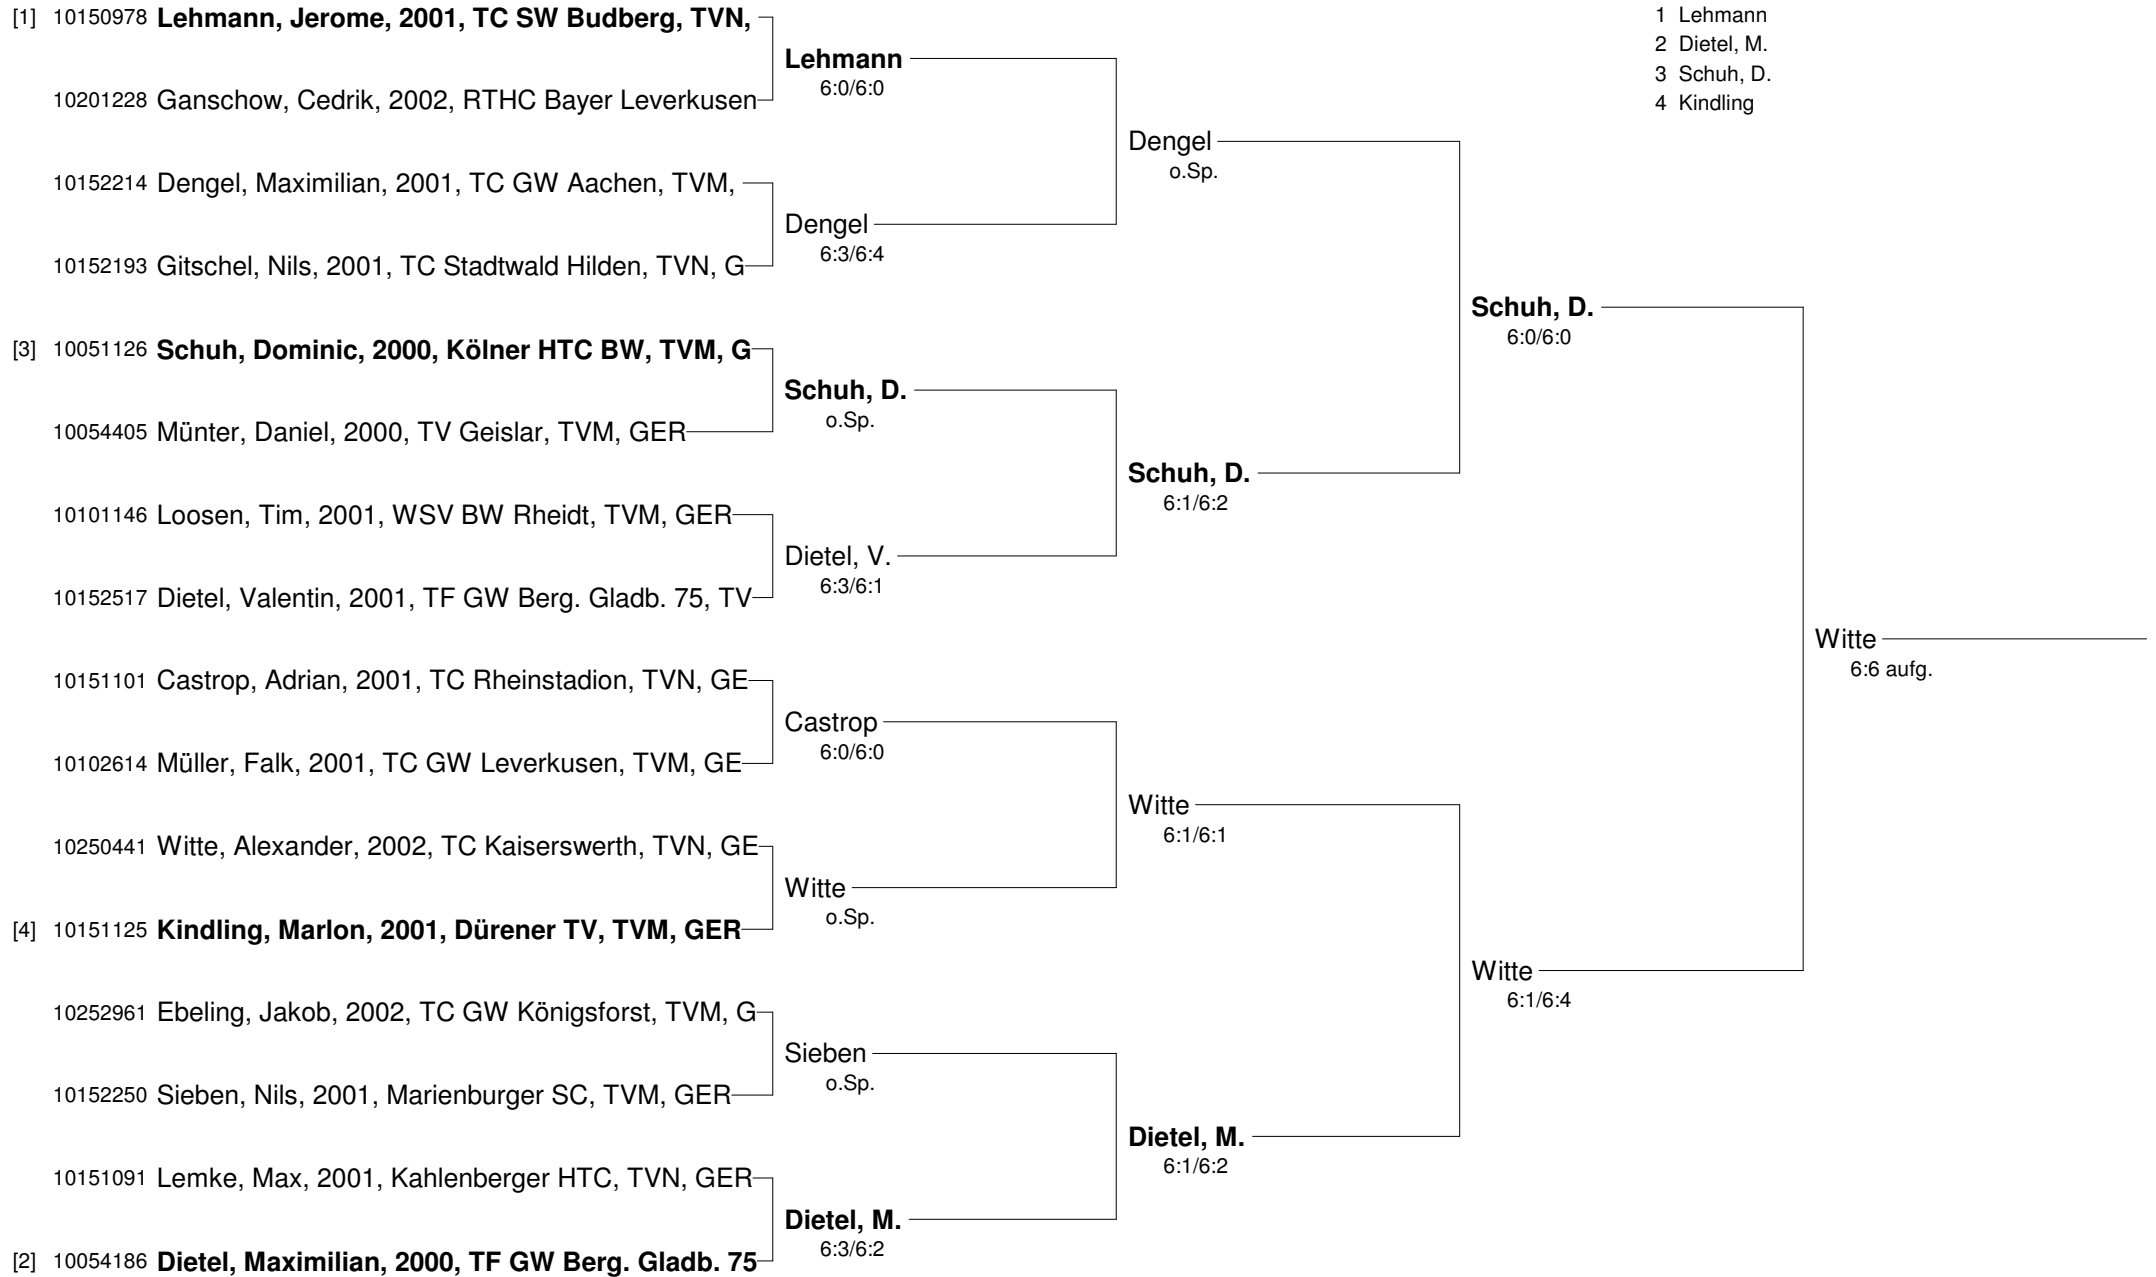 [1] 10150978 Lehmann, Jerome, 2001, TC SW Budberg, TVN,
10201228 Ganschow, Cedrik, 2002, RTHC Bayer Leverkusen
10152214 Dengel, Maximilian, 2001, TC GW Aachen, TVM,
10152193 Gitschel, Nils, 2001, TC Stadtwald Hilden, TVN, G
[3] 10051126 Schuh, Dominic, 2000, Kölner HTC BW, TVM, G
10054405 Münter, Daniel, 2000, TV Geislar, TVM, GER
10101146 Loosen, Tim, 2001, WSV BW Rheidt, TVM, GER
10152517 Dietel, Valentin, 2001, TF GW Berg. Gladb. 75, TV
10151101 Castrop, Adrian, 2001, TC Rheinstadion, TVN, GE
10102614 Müller, Falk, 2001, TC GW Leverkusen, TVM, GE
10250441 Witte, Alexander, 2002, TC Kaiserswerth, TVN, GE
[4] 10151125 Kindling, Marlon, 2001, Dürener TV, TVM, GER
10252961 Ebeling, Jakob, 2002, TC GW Königsforst, TVM, G
10152250 Sieben, Nils, 2001, Marienburger SC, TVM, GER
10151091 Lemke, Max, 2001, Kahlenberger HTC, TVN, GER
[2] 10054186 Dietel, Maximilian, 2000, TF GW Berg. Gladb. 75
Lehmann
6:0/6:0
Dengel
6:3/6:4
Schuh, D.
o.Sp.
Dietel, V.
6:3/6:1
Castrop
6:0/6:0
Witte
o.Sp.
Sieben
o.Sp.
Dietel, M.
6:3/6:2
Dengel
o.Sp.
Schuh, D.
6:1/6:2
Witte
6:1/6:1
Dietel, M.
6:1/6:2
Schuh, D.
6:0/6:0
Witte
6:1/6:4
Witte
6:6 aufg.
1 Lehmann
2 Dietel, M.
3 Schuh, D.
4 Kindling